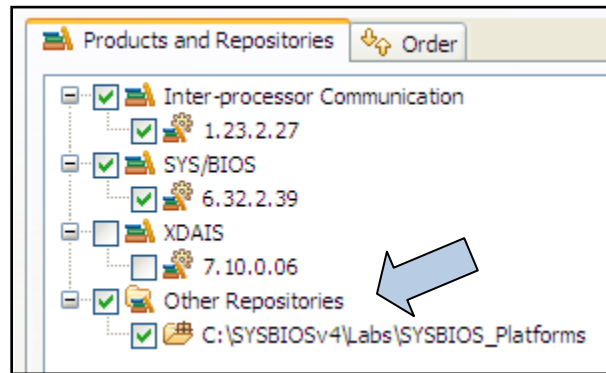 Products and Repositories Order
Inter-processor Communication
1.23.2.27
SYS/BIOS
6.32.2.39
XDAIS
7.10.0.06
Other Repositories
C:\SYSBIOSv4\Labs\SYSBIOS_Platforms